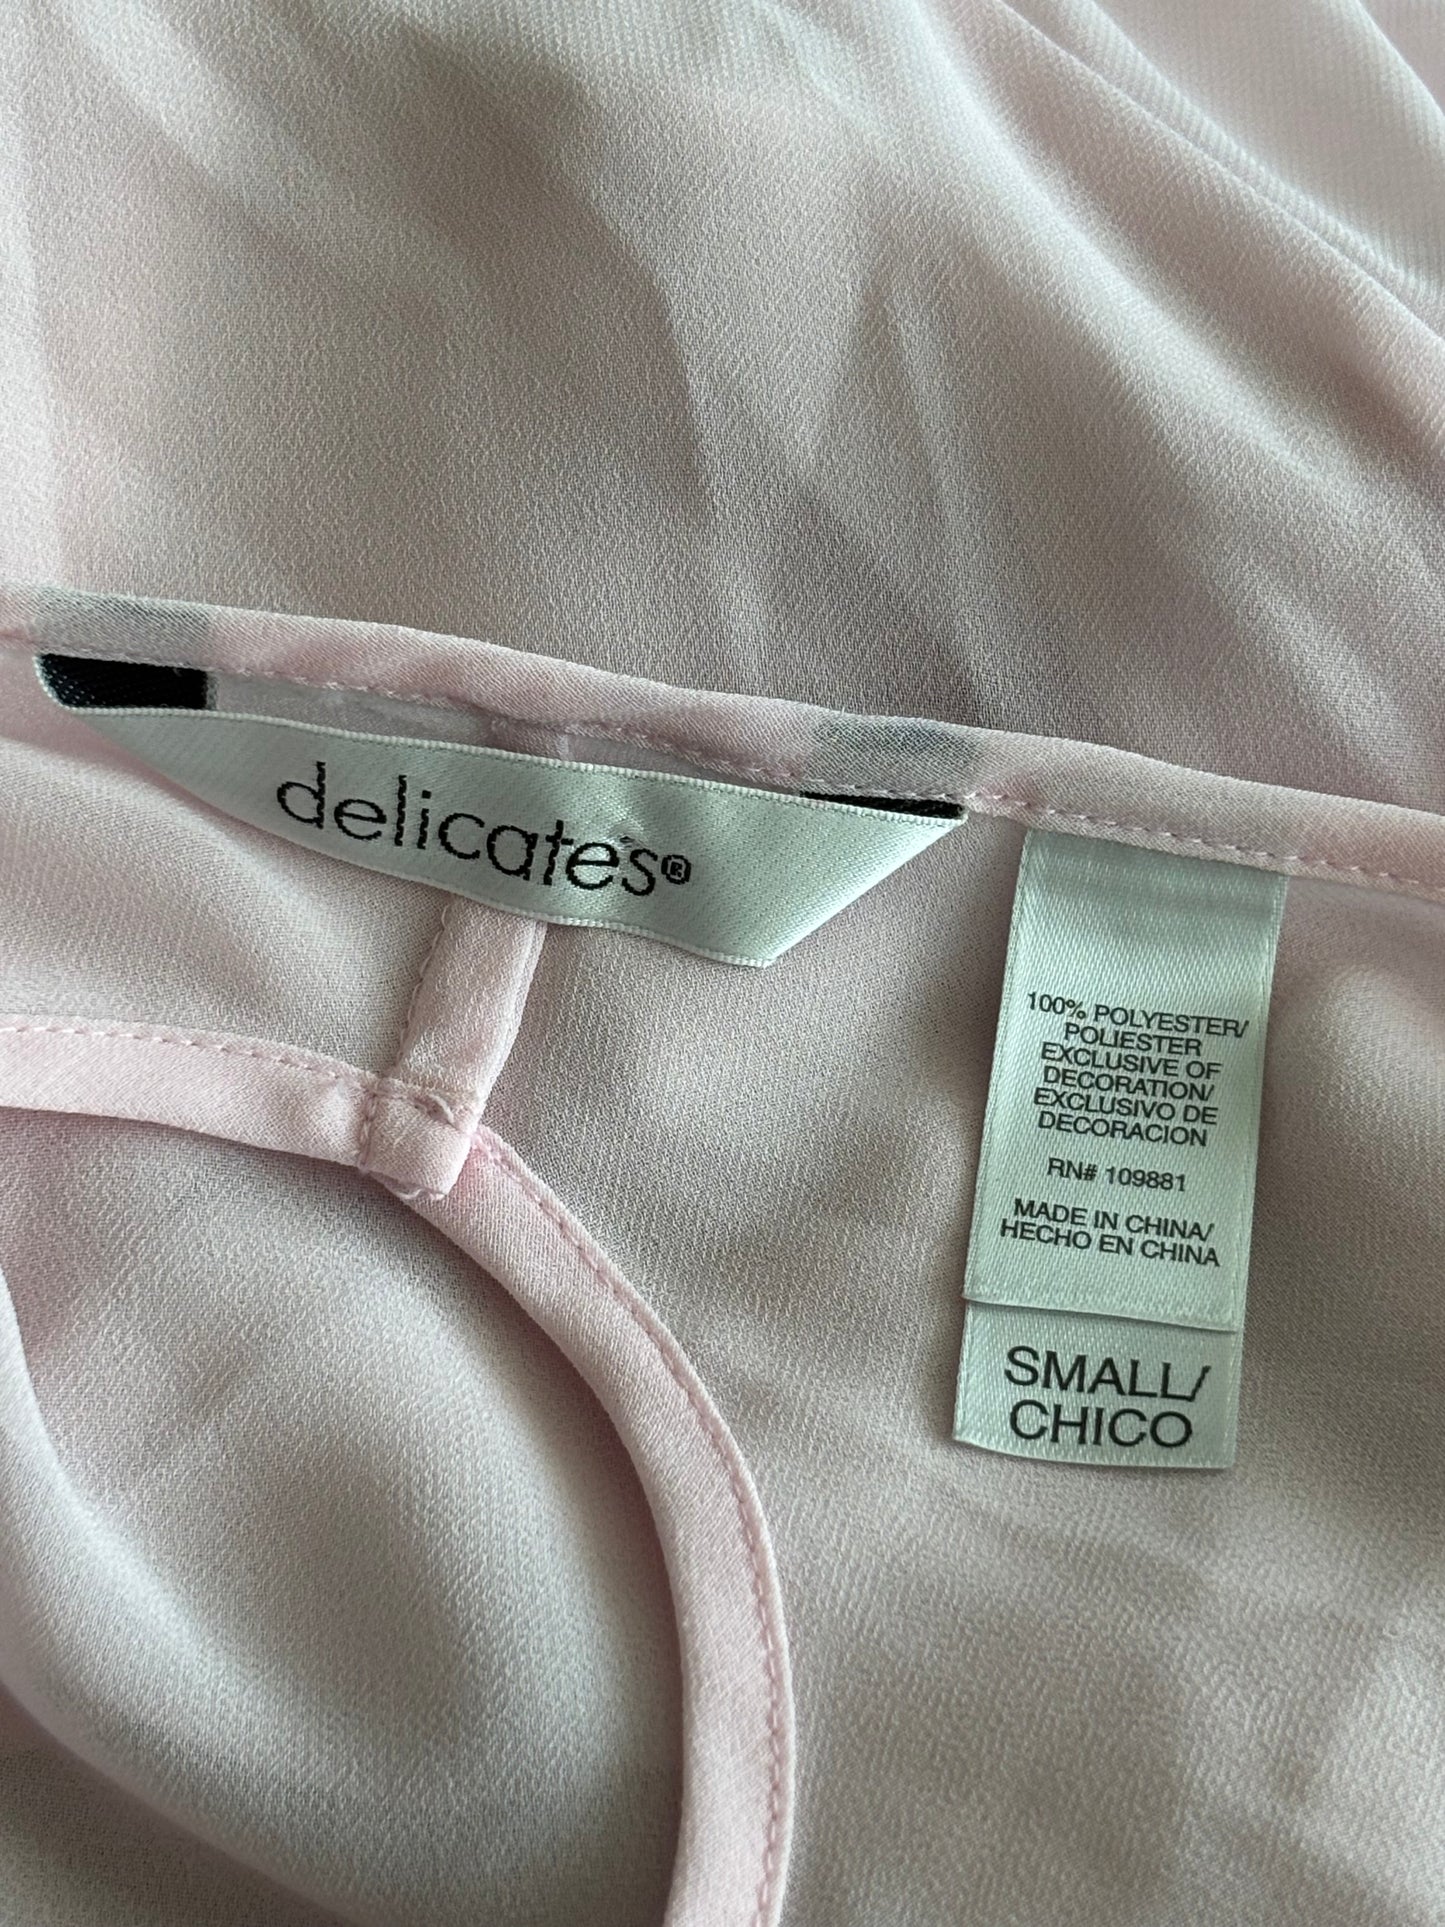 delicates®
100% POLYESTER/
POLIESTER
EXCLUSIVE OF
DECORATION/
EXCLUSIVO DE
DECORACION
RN# 109881
MADE IN CHINA/
HECHO EN CHINA
SMALL/
CHICO